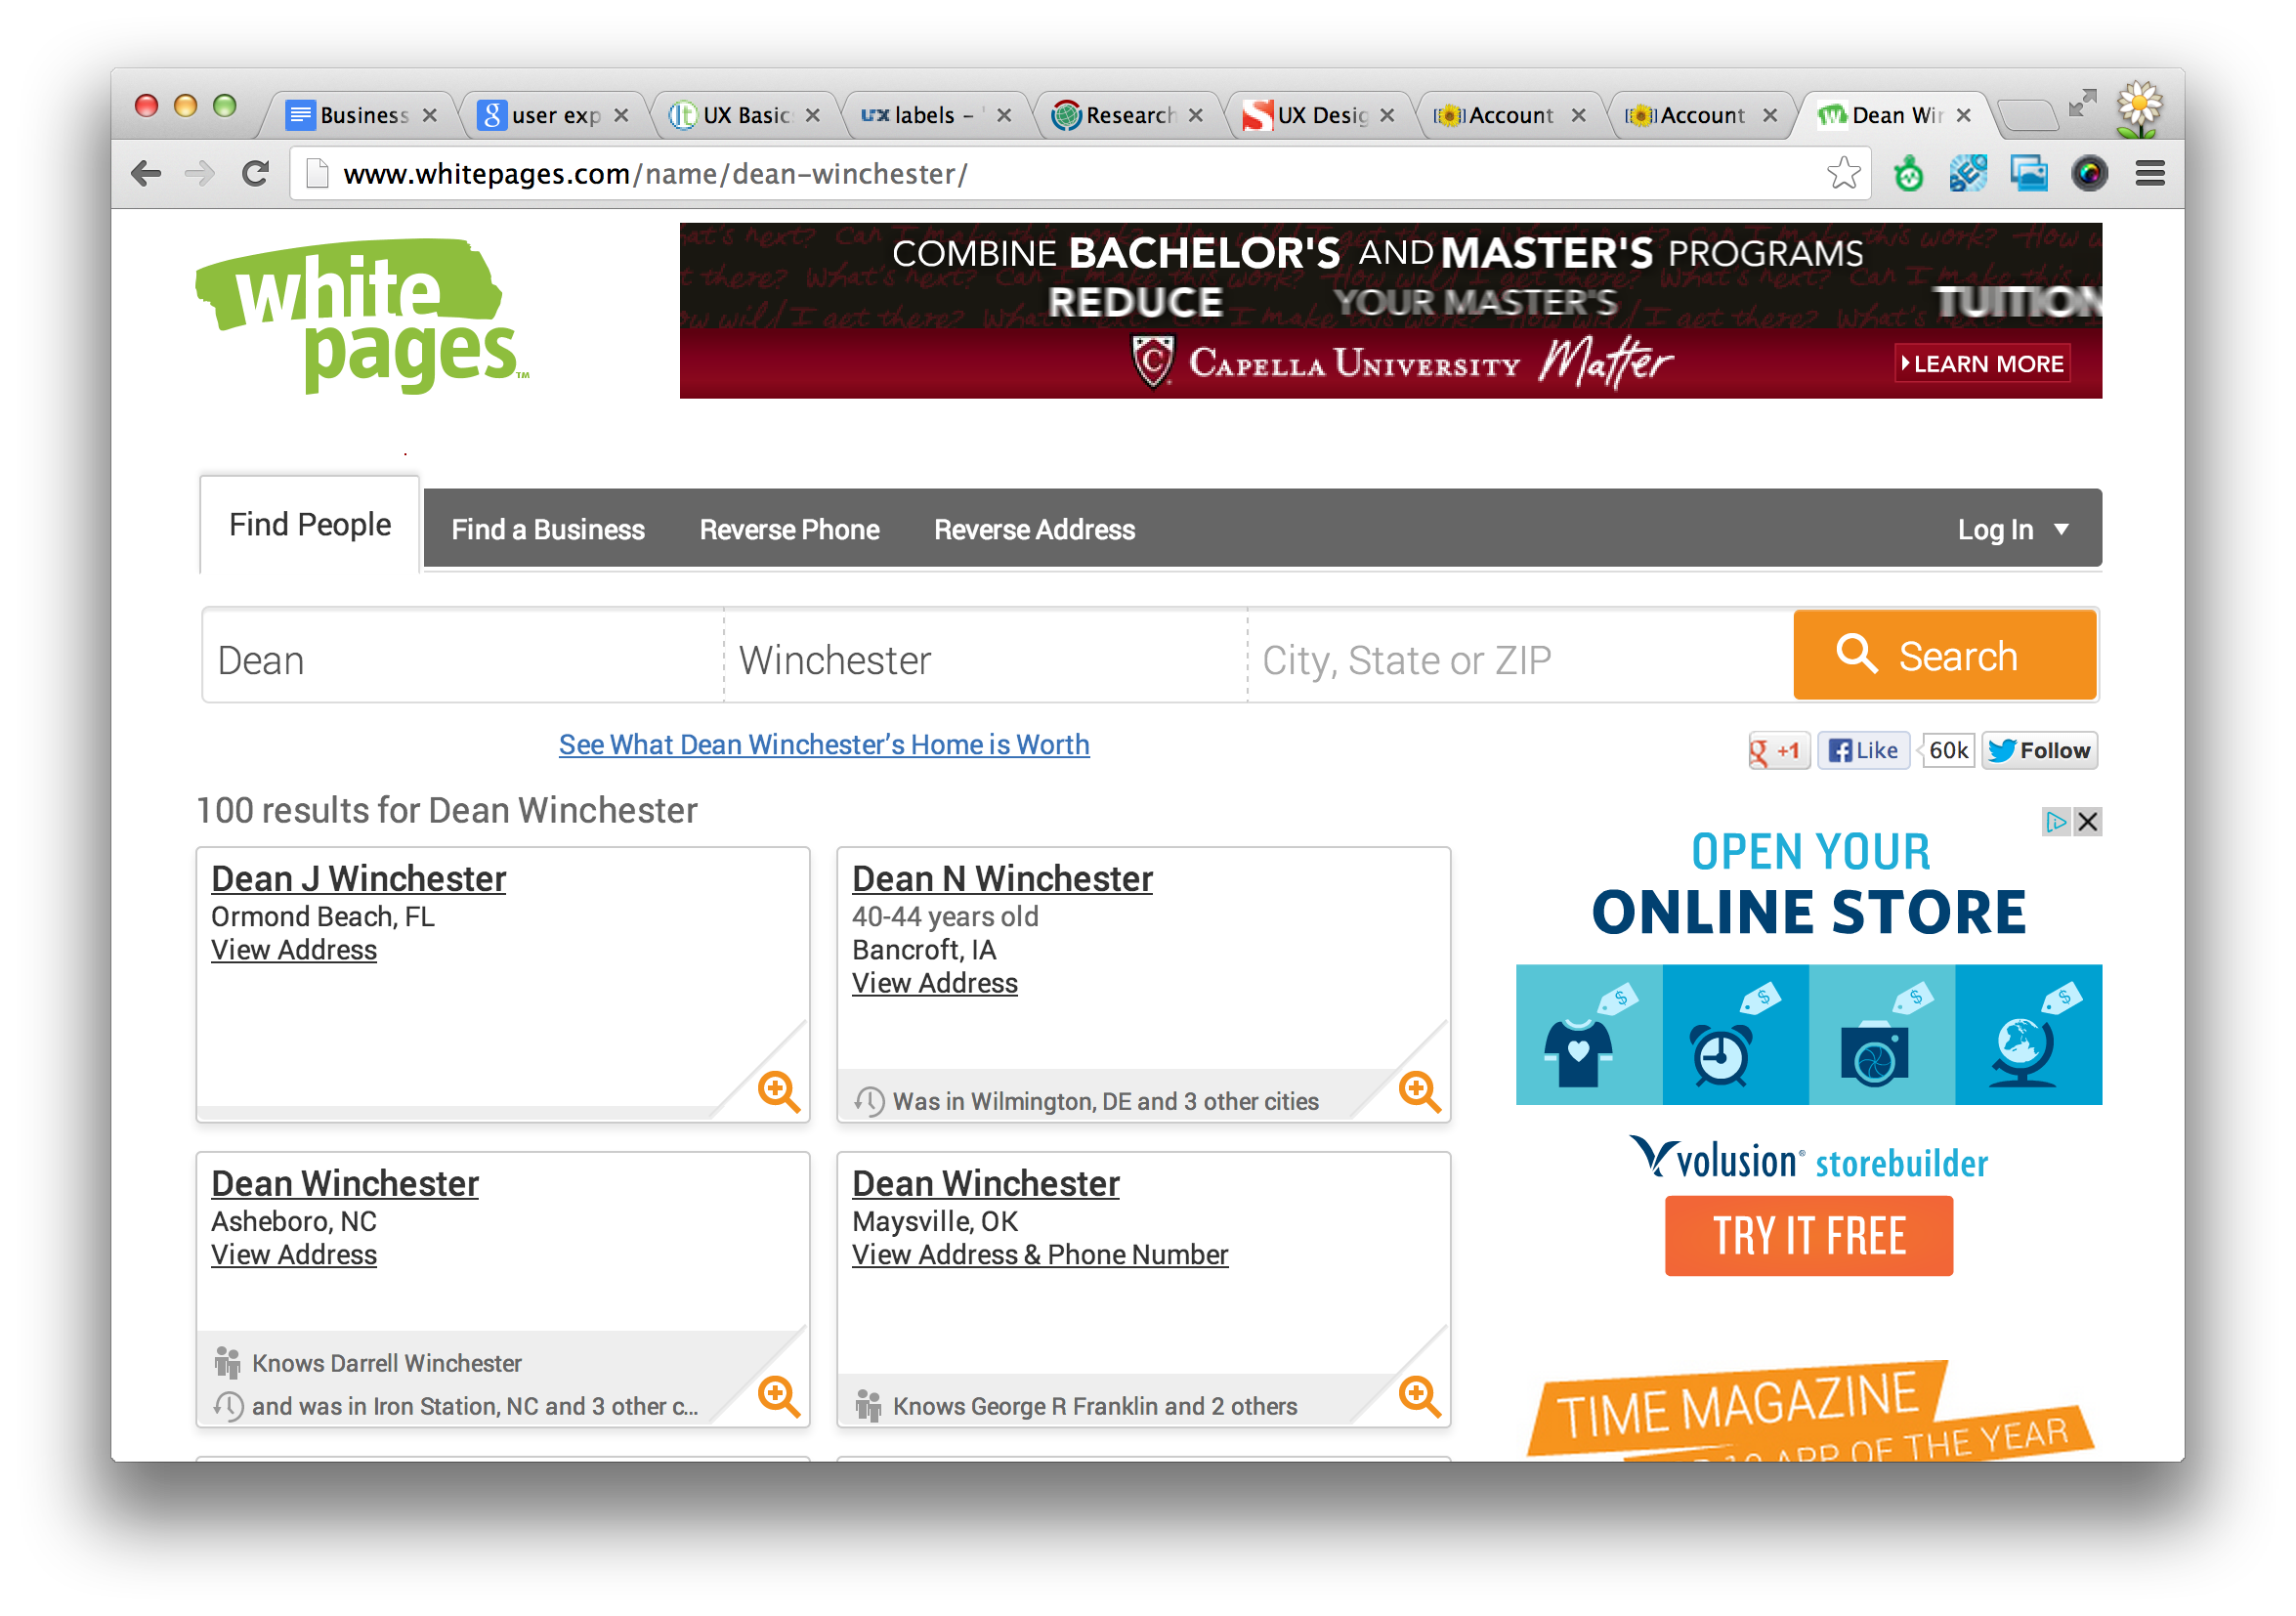 Business
user exp
UX Basic
ux labels –
Research
UX Desig
Account
Account
Dean Wir
www.whitepages.com/name/dean-winchester/
white
pages™
COMBINE BACHELOR'S AND MASTER'S PROGRAMS
REDUCE YOUR MASTER'S TUITION
CAPELLA UNIVERSITY Matter
LEARN MORE
Find People
Find a Business
Reverse Phone
Reverse Address
Log In
Dean
Winchester
City, State or ZIP
Search
See What Dean Winchester's Home is Worth
g +1
Like
60k
Follow
100 results for Dean Winchester
Dean J Winchester
Ormond Beach, FL
View Address
Dean N Winchester
40-44 years old
Bancroft, IA
View Address
Was in Wilmington, DE and 3 other cities
Dean Winchester
Asheboro, NC
View Address
Knows Darrell Winchester
and was in Iron Station, NC and 3 other c...
Dean Winchester
Maysville, OK
View Address & Phone Number
Knows George R Franklin and 2 others
OPEN YOUR
ONLINE STORE
volusion® storebuilder
TRY IT FREE
TIME MAGAZINE
10 APP OF THE YEAR